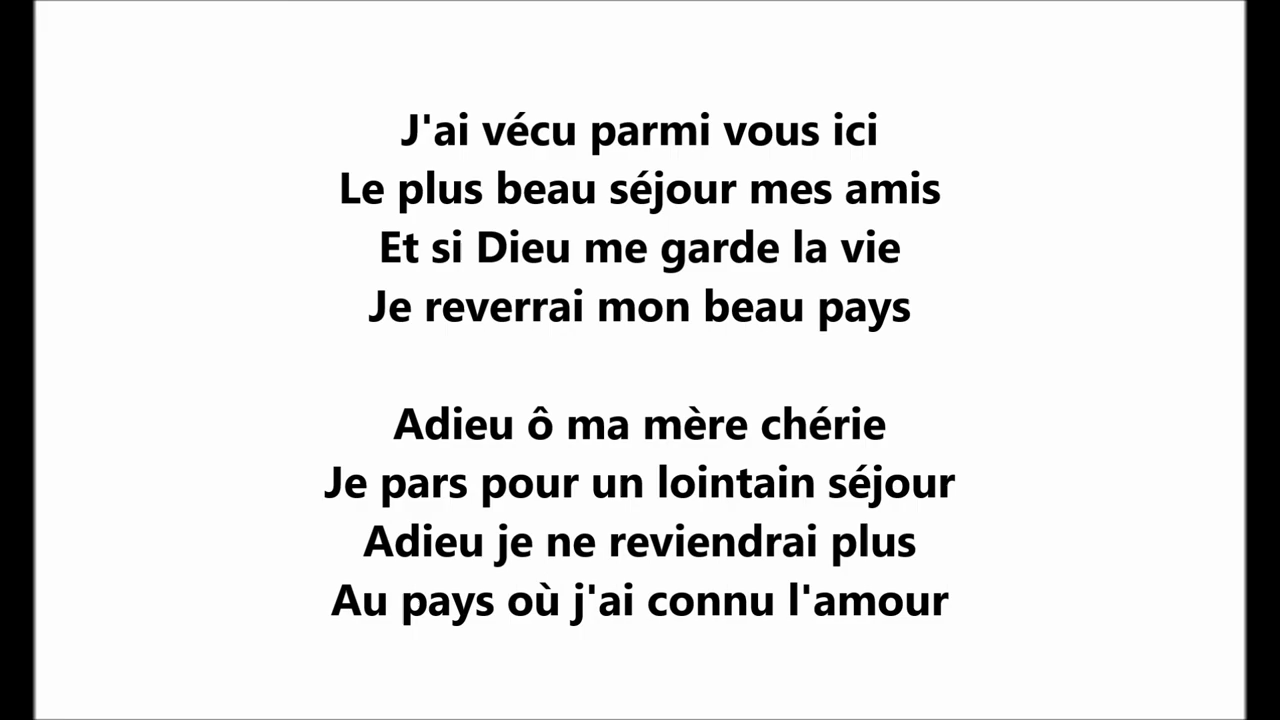 J'ai vécu parmi vous ici
Le plus beau séjour mes amis
Et si Dieu me garde la vie
Je reverrai mon beau pays
Adieu ô ma mère chérie
Je pars pour un lointain séjour
Adieu je ne reviendrai plus
Au pays où j'ai connu l'amour